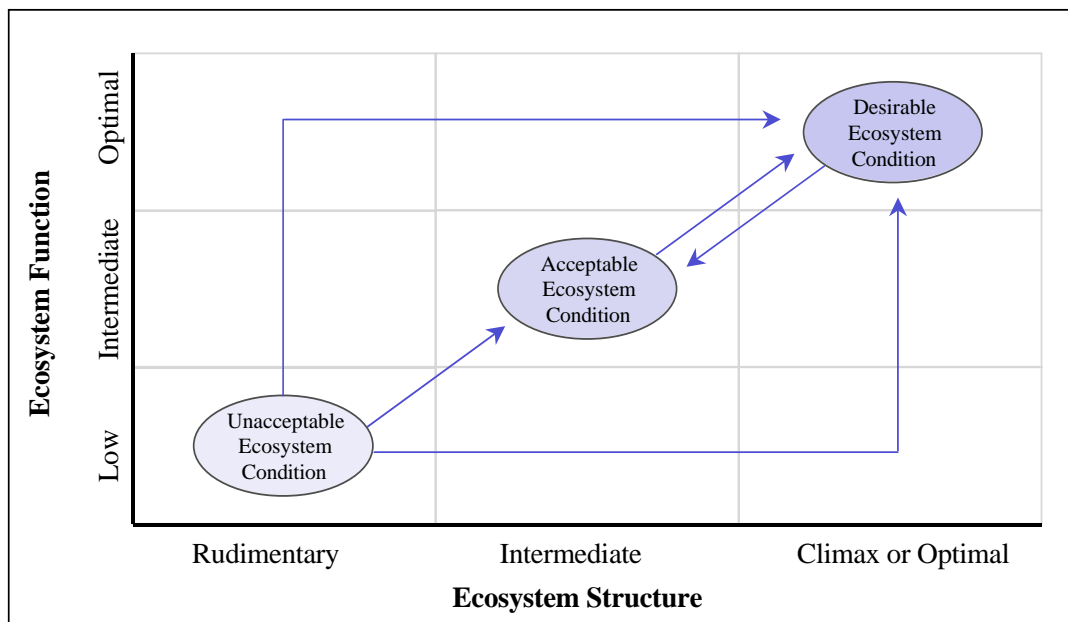 Ecosystem Function
Optimal
Intermediate
Low
Desirable
Ecosystem
Condition
Acceptable
Ecosystem
Condition
Unacceptable
Ecosystem
Condition
Rudimentary
Intermediate
Climax or Optimal
Ecosystem Structure